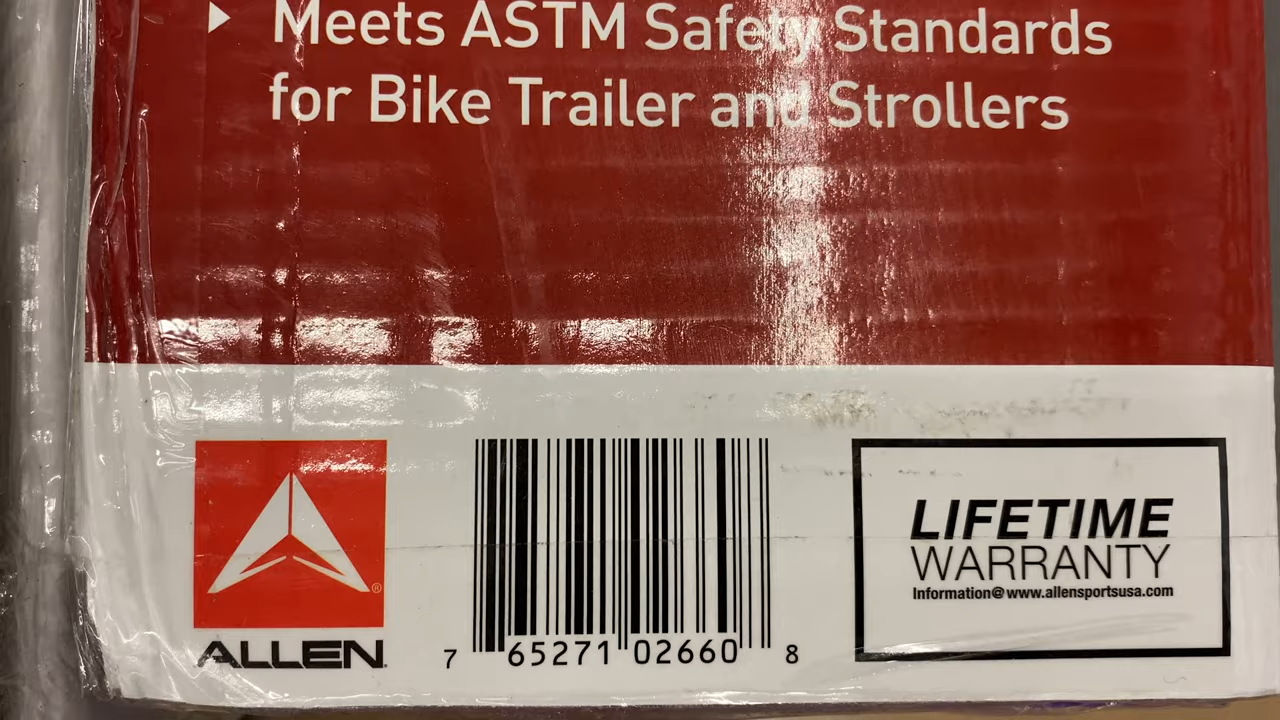 Meets ASTM Safety Standards
for Bike Trailer and Strollers
ALLEN
7 65271 02660 8
LIFETIME
WARRANTY
Information@www.allensportsusa.com